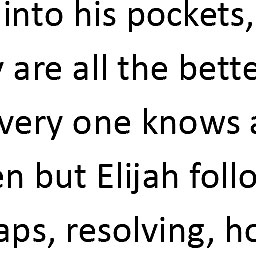 into his pockets,
y are all the bette
very one knows a
en but Elijah follo
aps, resolving, ho